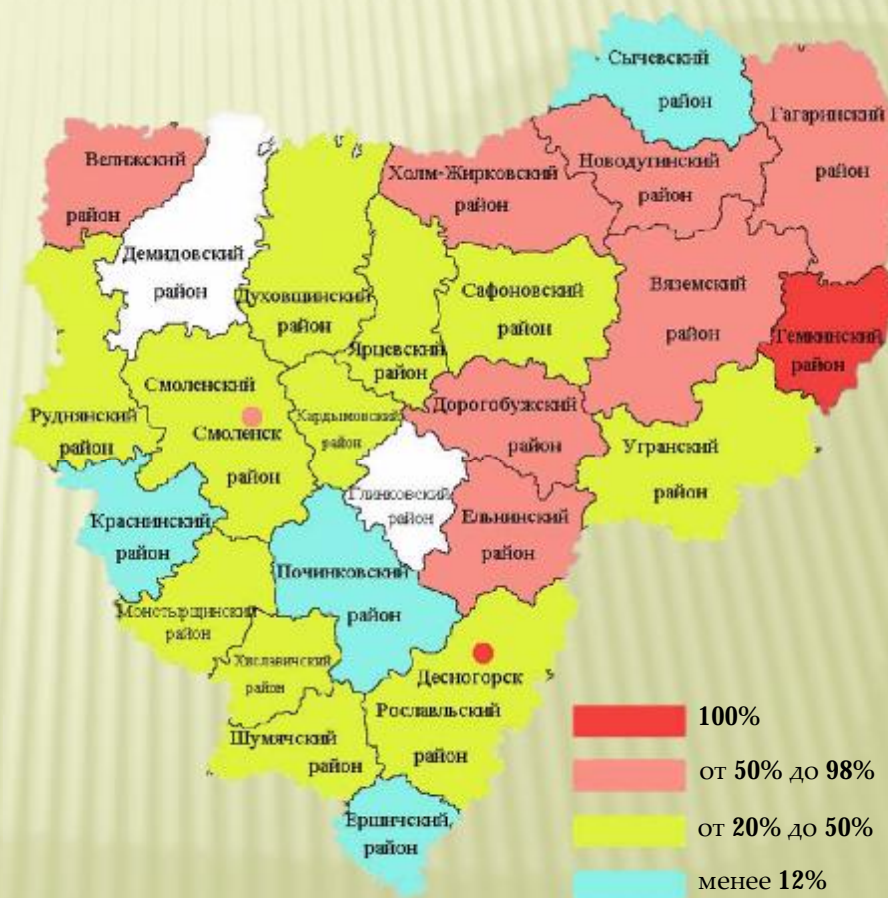 Сычевский
район
Гагаринский
район
Велижский
район
Холм-Жирковский
район
Новодугинский
район
Демидовский
район
Духовщинский
район
Ярцевский
район
Сафоновский
район
Вяземский
район
Темкинский
район
Смоленский
Смоленск
район
Руднянский
район
Кардымовский
район
Дорогобужский
район
Угранский
район
Глинковский
район
Ельнинский
район
Краснинский
район
Починковский
район
Монстырщинский
район
Хиславичский
район
Десногорск
Рославльский
район
Шумячский
район
Ершичский
район
100%
от 50% до 98%
от 20% до 50%
менее 12%